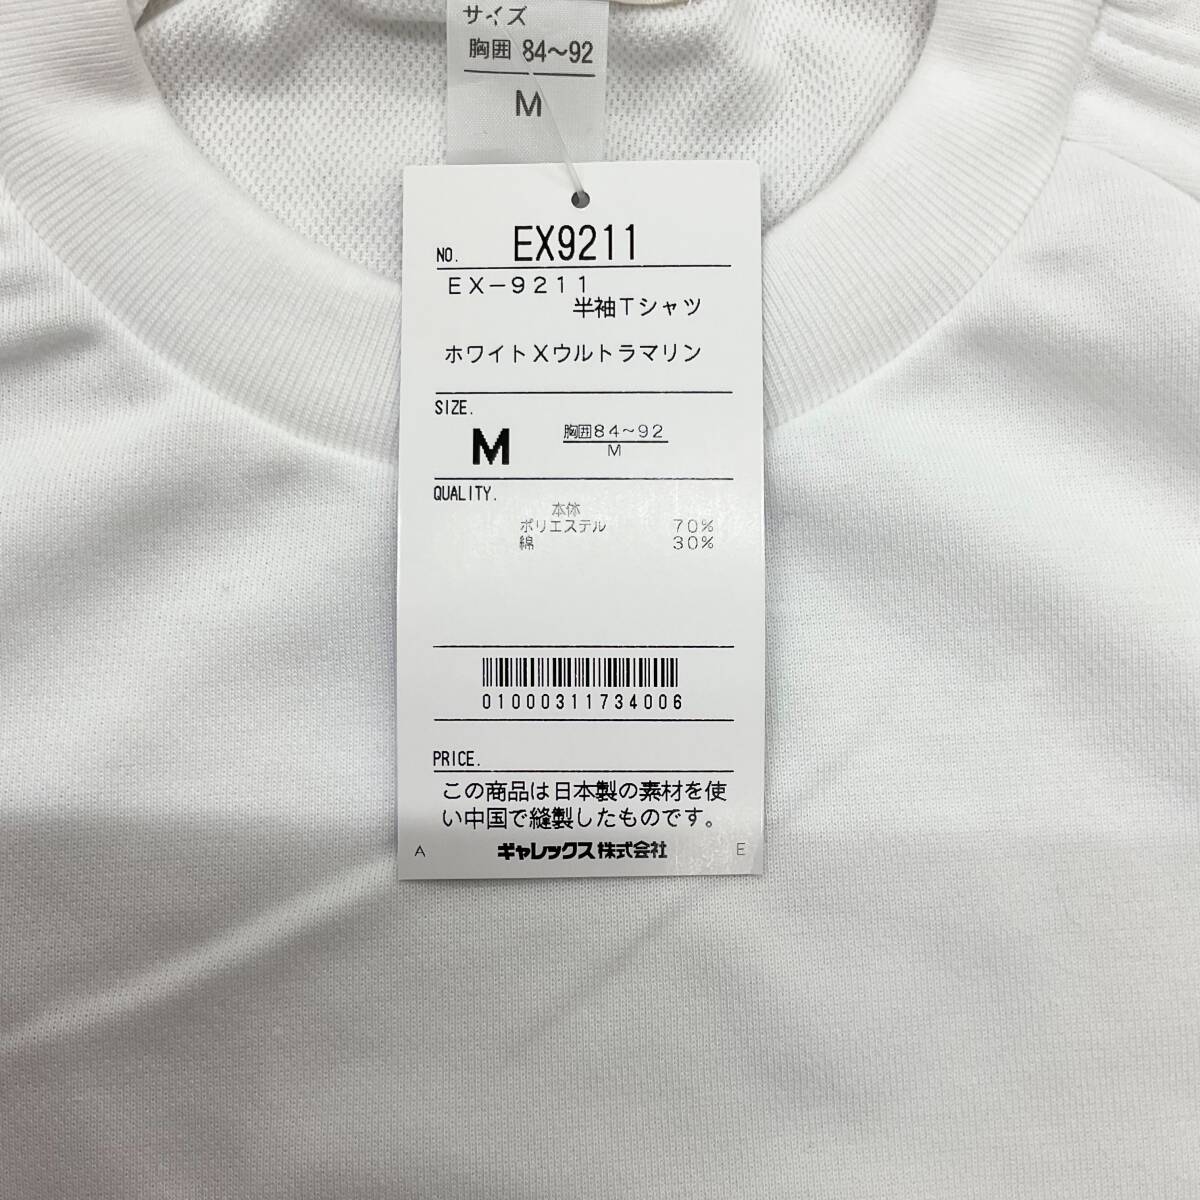 サイズ
胸囲 84～92
M
NO. EX9211
EX－9211
半袖Tシャツ
ホワイトXウルトラマリン
SIZE.
M 胸囲84～92
M
QUALITY.
本体
ポリエステル 70%
綿 30%
01000311734006
PRICE.
この商品は日本製の素材を使
い中国で縫製したものです。
A ギャレックス株式会社 E